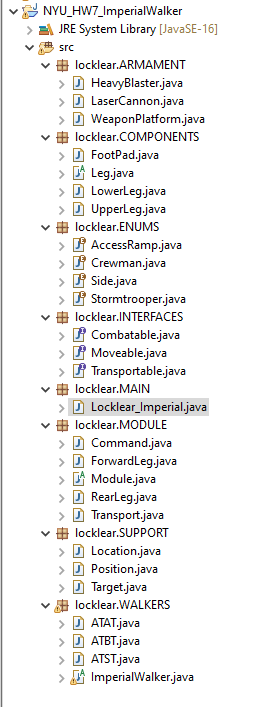 NYU_HW7_ImperialWalker
JRE System Library [JavaSE-16]
src
locklear.ARMAMENT
HeavyBlaster.java
LaserCannon.java
WeaponPlatform.java
locklear.COMPONENTS
FootPad.java
Leg.java
LowerLeg.java
UpperLeg.java
locklear.ENUMS
AccessRamp.java
Crewman.java
Side.java
Stormtrooper.java
locklear.INTERFACES
Combatable.java
Moveable.java
Transportable.java
locklear.MAIN
Locklear_Imperial.java
locklear.MODULE
Command.java
ForwardLeg.java
Module.java
RearLeg.java
Transport.java
locklear.SUPPORT
Location.java
Position.java
Target.java
locklear.WALKERS
ATAT.java
ATBT.java
ATST.java
ImperialWalker.java